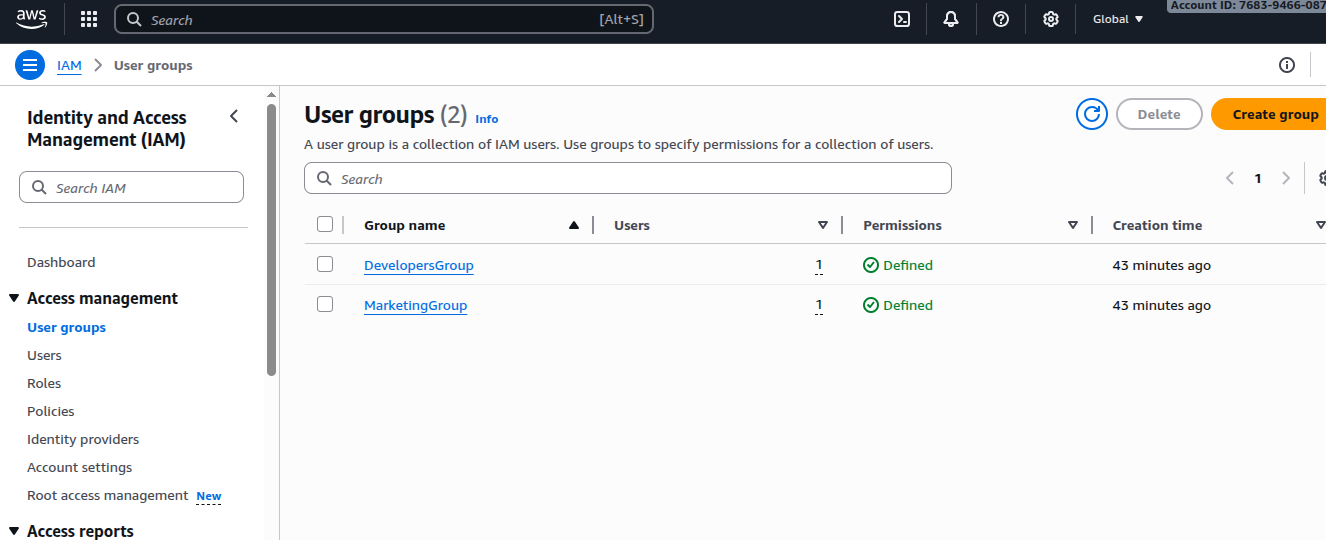 aws Search [Alt+S] Global Account ID: 7683-9466-087
IAM User groups
Identity and Access
Management (IAM)
Search IAM
Dashboard
Access management
User groups
Users
Roles
Policies
Identity providers
Account settings
Root access management New
Access reports
User groups (2) Info
Delete Create group
A user group is a collection of IAM users. Use groups to specify permissions for a collection of users.
Search
1
Group name Users Permissions Creation time
DevelopersGroup 1 Defined 43 minutes ago
MarketingGroup 1 Defined 43 minutes ago